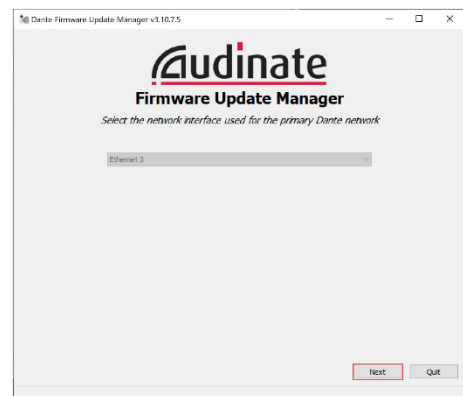 Dante Firmware Update Manager v3.10.7.5
Audinate
Firmware Update Manager
Select the network interface used for the primary Dante network
Ethernet 3
Next Quit